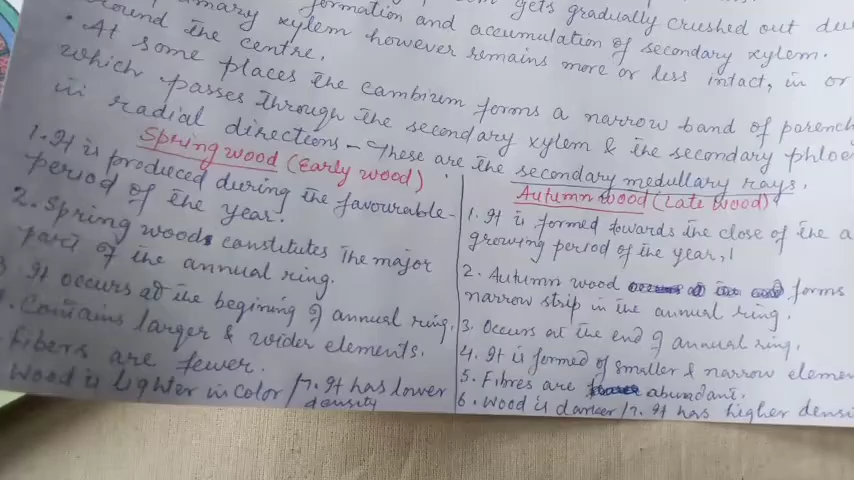 formation and accumulation of secondary xylem.
gets gradually crushed out du
xylem however remains more or less intact, in or
around the centre.
• At some places the cambium forms a narrow band of parench
which passes through the secondary xylem & the secondary phloe
in radial directions - these are the secondary medullary rays.
Spring wood (Early wood)
1. It is produced during the favourable-
period of the year.
2. Spring woods constitutes the major
part of the annual ring.
3. It occurs at the begining of annual ring.
4. Contains larger & wider elements.
Fibers are fewer.
Wood is lighter in color / 7. It has lower
density
Autumn wood (Late wood)
1. It is formed towards the close of the a
growing period of the year,
2. Autumn wood forms
narrow strip in the annual ring.
3. Occurs at the end of annual ring.
4. It is formed of smaller & narrow elemen
5. Fibres are abundant.
6. Wood is darker / 7. It has higher densi